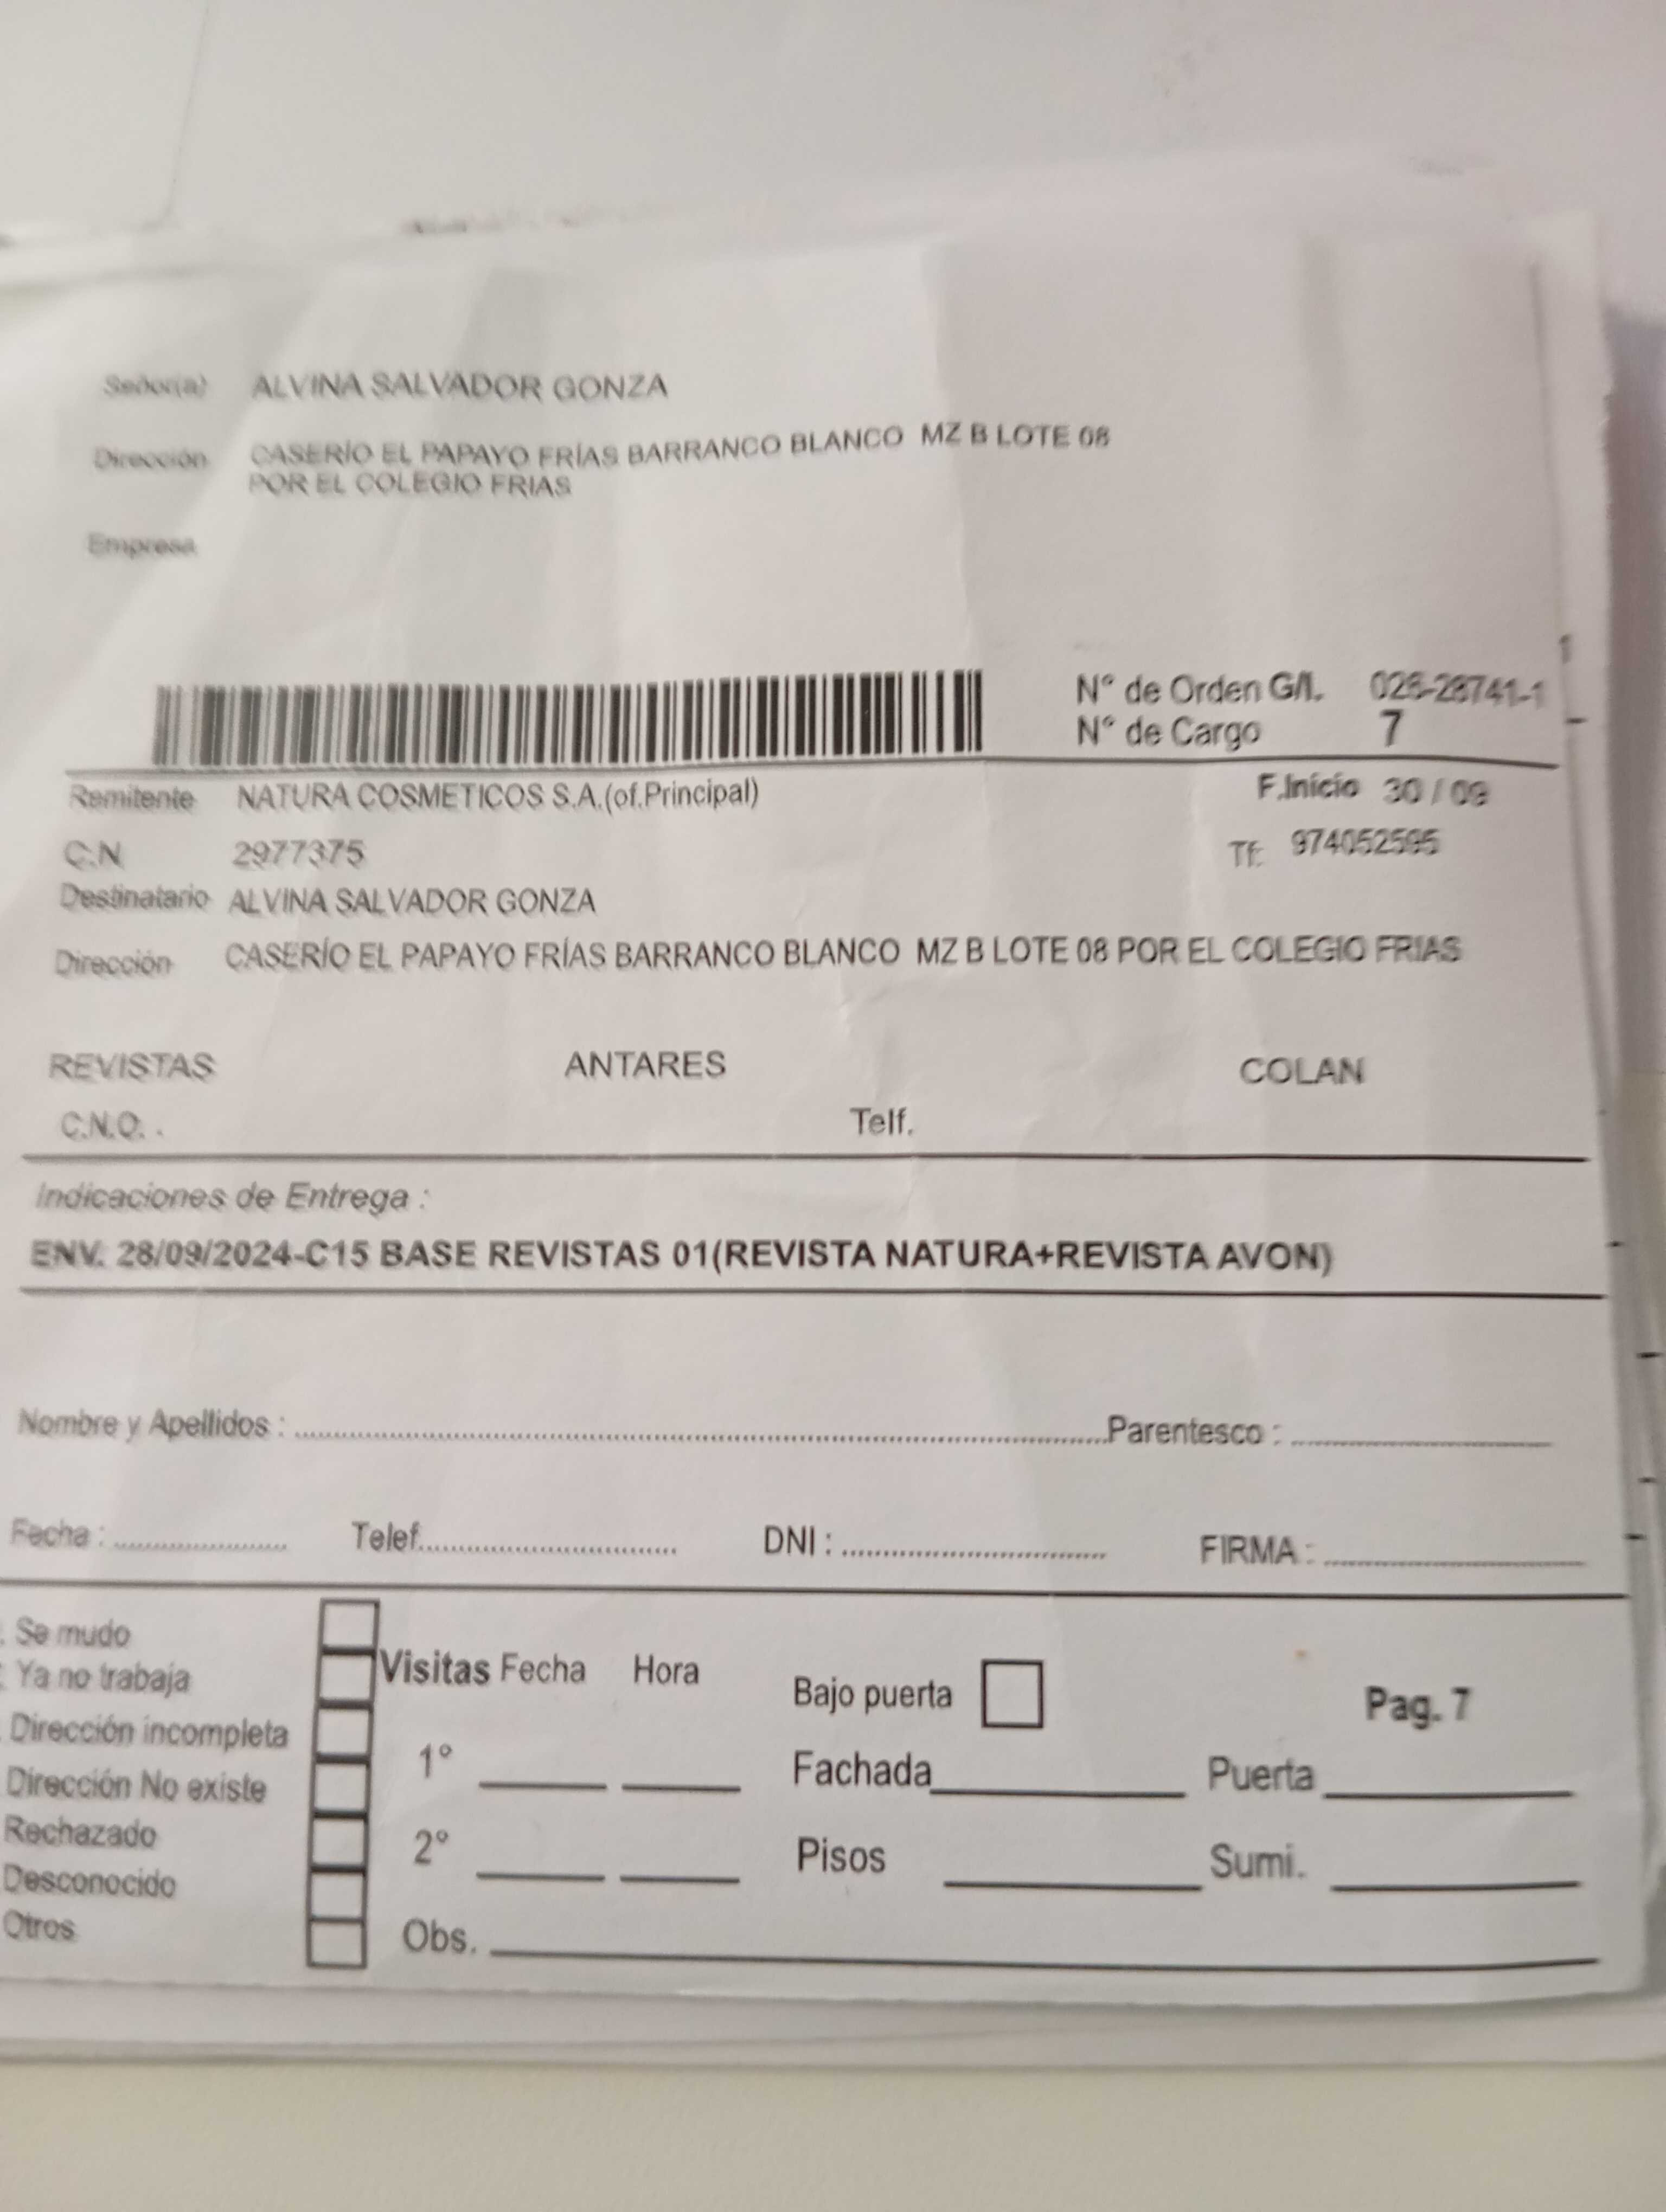 Señor(a) ALVINA SALVADOR GONZA
Dirección CASERÍO EL PAPAYO FRÍAS BARRANCO BLANCO MZ B LOTE 08
POR EL COLEGIO FRIAS
Empresa
N° de Orden G/l. 026-28741-1
N° de Cargo 7
Remitente NATURA COSMETICOS S.A.(of.Principal) F.Inicio 30 / 09
C.N 2977375 Tf: 974052595
Destinatario ALVINA SALVADOR GONZA
Dirección CASERÍO EL PAPAYO FRÍAS BARRANCO BLANCO MZ B LOTE 08 POR EL COLEGIO FRIAS
REVISTAS ANTARES COLAN
C.N.O. . Telf.
Indicaciones de Entrega :
ENV. 28/09/2024-C15 BASE REVISTAS 01(REVISTA NATURA+REVISTA AVON)
Nombre y Apellidos : Parentesco :
Fecha : Telef. DNI : FIRMA :
Se mudo
Ya no trabaja
Dirección incompleta
Dirección No existe
Rechazado
Desconocido
Otros
Visitas Fecha Hora
1°
2°
Obs.
Bajo puerta Pag. 7
Fachada Puerta
Pisos Sumi.